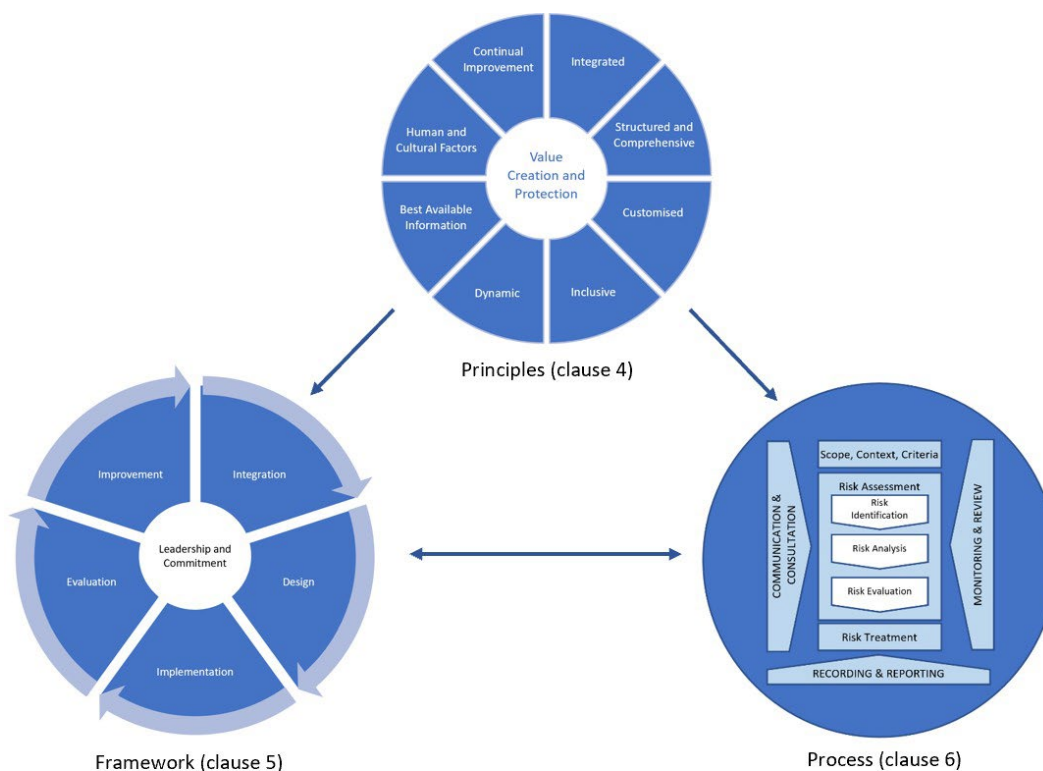 Continual
Improvement
Integrated
Human and
Cultural Factors
Structured and
Comprehensive
Value
Creation and
Protection
Best Available
Information
Customised
Dynamic
Inclusive
Principles (clause 4)
Improvement
Integration
Leadership and
Commitment
Evaluation
Design
Implementation
Framework (clause 5)
Scope, Context, Criteria
Risk Assessment
Risk
Identification
Risk Analysis
Risk Evaluation
Risk Treatment
COMMUNICATION &
CONSULTATION
MONITORING & REVIEW
RECORDING & REPORTING
Process (clause 6)